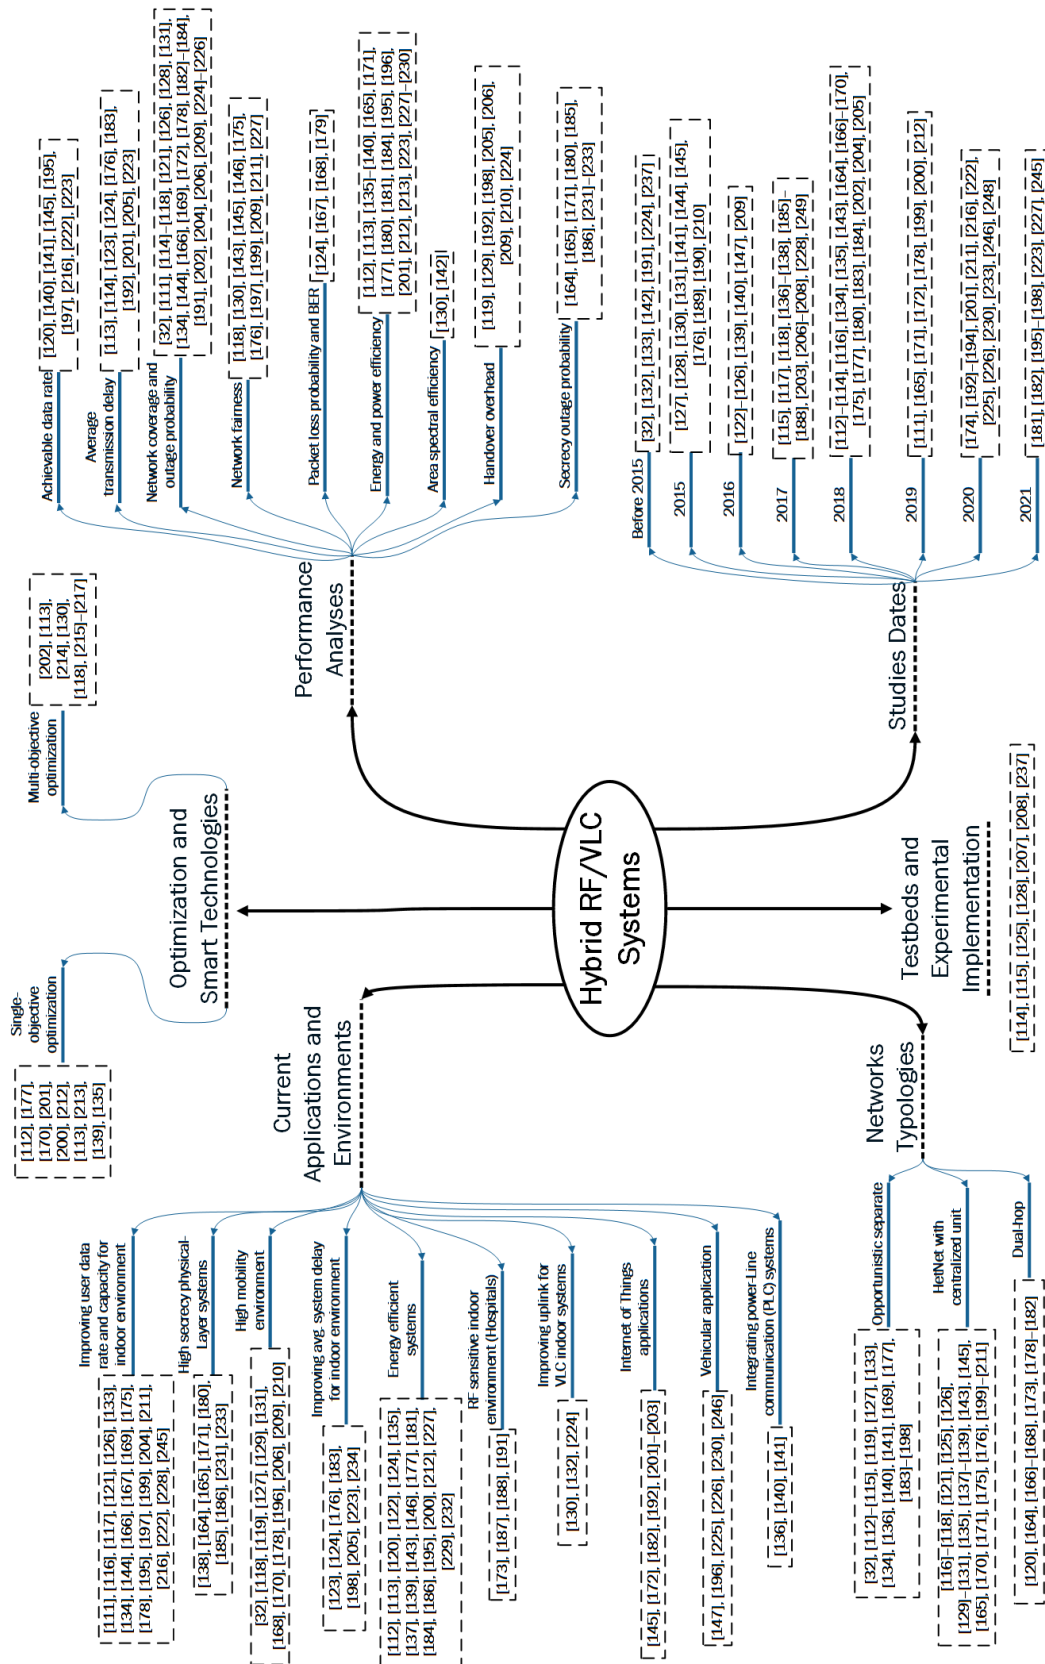 Hybrid RF/VLC
Systems
Current
Applications and
Environments
Improving user data
rate and capacity for
indoor environment
[111], [116], [117], [121], [126], [133],
[134], [144], [166], [167], [169], [175],
[178], [195], [197], [199], [204], [211],
[216], [222], [228], [245]
High secrecy physical-
Layer systems
[138], [164], [165], [171], [180],
[185], [186], [231], [233]
High mobility
environment
[32], [118], [119], [127], [129], [131],
[168], [170], [178], [196], [206], [209], [210]
Improving avg. system delay
for indoor environment
[123], [124], [176], [183],
[198], [205], [223], [234]
Energy efficient
systems
[112], [113], [120], [122], [124], [135],
[137], [139], [143], [146], [177], [181],
[184], [186], [195], [200], [212], [227],
[229], [232]
RF sensitive indoor
environment (Hospitals)
[173], [187], [188], [191]
Improving uplink for
VLC indoor systems
[130], [132], [224]
Internet of Things
applications
[145], [172], [182], [192], [201]–[203]
Vehicular application
[147], [196], [225], [226], [230], [246]
Integrating power-Line
communication (PLC) systems
[136], [140], [141]
Optimization and
Smart Technologies
Single-
objective
optimization
[112], [177],
[170], [201],
[200], [212],
[113], [213],
[139], [135]
Multi-objective
optimization
[202], [113],
[214], [130],
[118], [215]–[217]
Performance
Analyses
Achievable data rate
[120], [140], [141], [145], [195],
[197], [216], [222], [223]
Average
transmission delay
[113], [114], [123], [124], [176], [183],
[192], [201], [205], [223]
Network coverage and
outage probability
[32], [111], [114]–[118], [121], [126], [128], [131],
[134], [144], [166], [169], [172], [178], [182]–[184],
[191], [202], [204], [206], [209], [224]–[226]
Network fairness
[118], [130], [143], [145], [146], [175],
[176], [197], [199], [209], [211], [227]
Packet loss probability and BER
[124], [167], [168], [179]
Energy and power efficiency
[112], [113], [135]–[140], [165], [171],
[177], [180], [181], [184], [195], [196],
[201], [212], [213], [223], [227]–[230]
Area spectral efficiency
[130], [142]]
Handover overhead
[119], [129], [192], [198], [205], [206],
[209], [210], [224]
Secrecy outage probability
[164], [165], [171], [180], [185],
[186], [231]–[233]
Networks
Typologies
Opportunistic separate
[32], [112]–[115], [119], [127], [133],
[134], [136], [140], [141], [169], [177],
[183]–[198]
HetNet with
centralized unit
[116]–[118], [121], [125], [126],
[129]–[131], [135], [137]–[139], [143], [145],
[165], [170], [171], [175], [176], [199]–[211]
Dual-hop
[120], [164], [166]–[168], [173], [178]–[182]
Testbeds and
Experimental
Implementation
[114], [115], [125], [128], [207], [208], [237]
Studies Dates
Before 2015
[32], [132], [133], [142], [191], [224], [237]
2015
[127], [128], [130], [131], [141], [144], [145],
[176], [189], [190], [210]
2016
[122]–[126], [139], [140], [147], [209]
2017
[115], [117], [118], [136]–[138], [185]–
[188], [203], [206]–[208], [228], [249]
2018
[112]–[114], [116], [134], [135], [143], [164], [166]–[170],
[175], [177], [180], [183], [184], [202], [204], [205]
2019
[111], [165], [171], [172], [178], [199], [200], [212]
2020
[174], [192]–[194], [201], [211], [216], [222],
[225], [226], [230], [233], [246], [248]
2021
[181], [182], [195]–[198], [223], [227], [245]